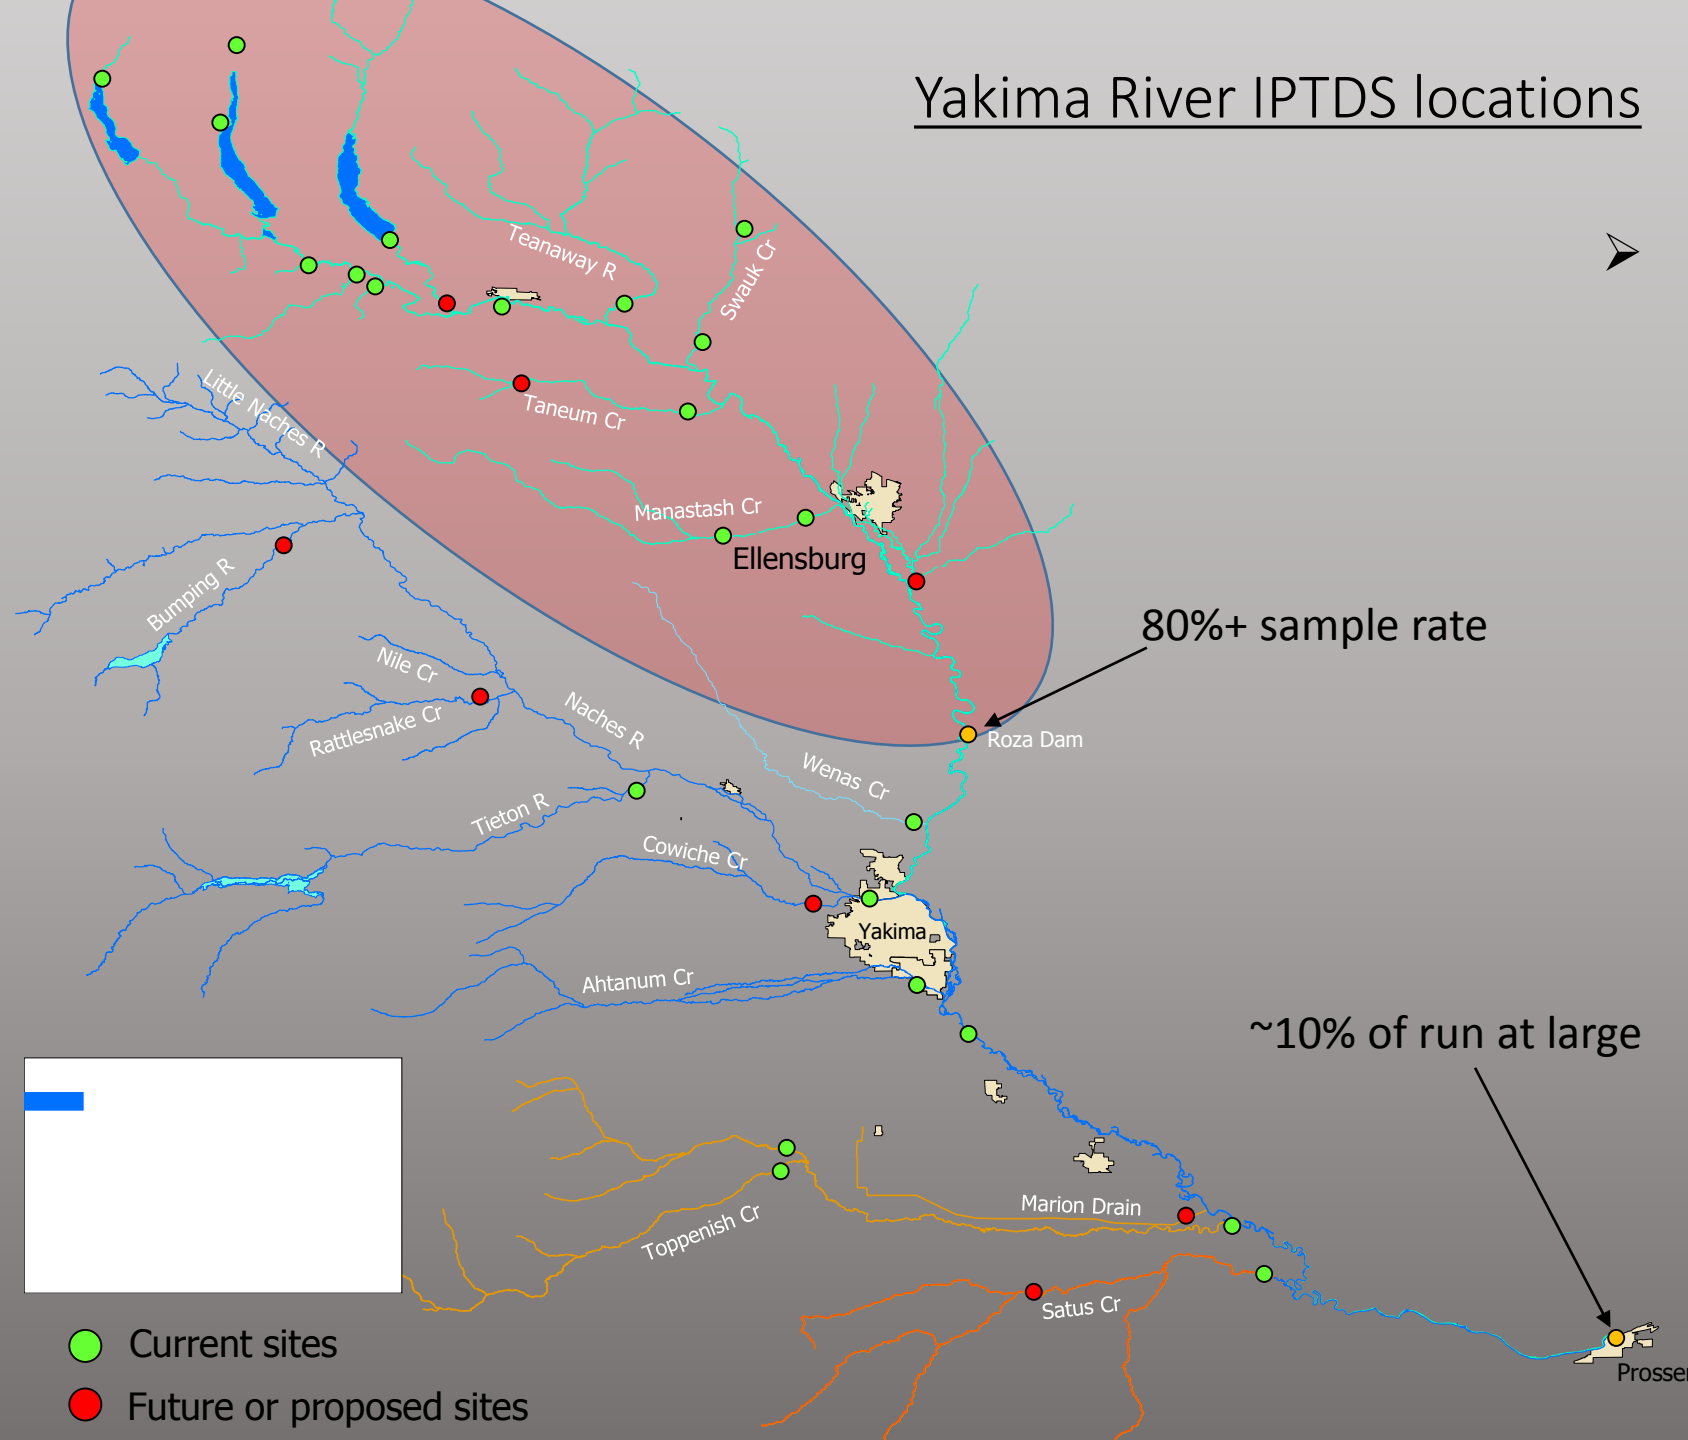 Yakima River IPTDS locations
Teanaway R
Swauk Cr
Little Naches R
Taneum Cr
Manastash Cr
Ellensburg
Bumping R
80%+ sample rate
Nile Cr
Rattlesnake Cr
Naches R
Roza Dam
Wenas Cr
Tieton R
Cowiche Cr
Yakima
Ahtanum Cr
~10% of run at large
Marion Drain
Toppenish Cr
Satus Cr
Prosser
Current sites
Future or proposed sites